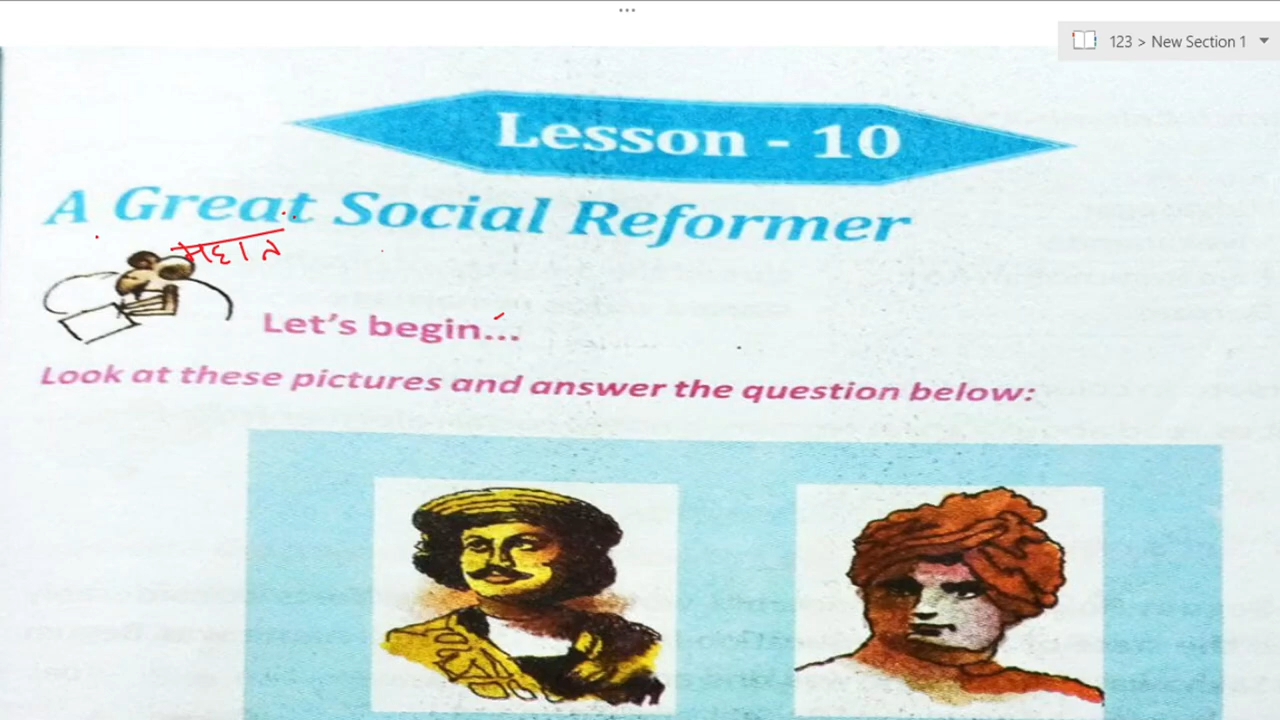 123 > New Section 1
Lesson - 10
A Great Social Reformer
महान
Let's begin...
Look at these pictures and answer the question below: